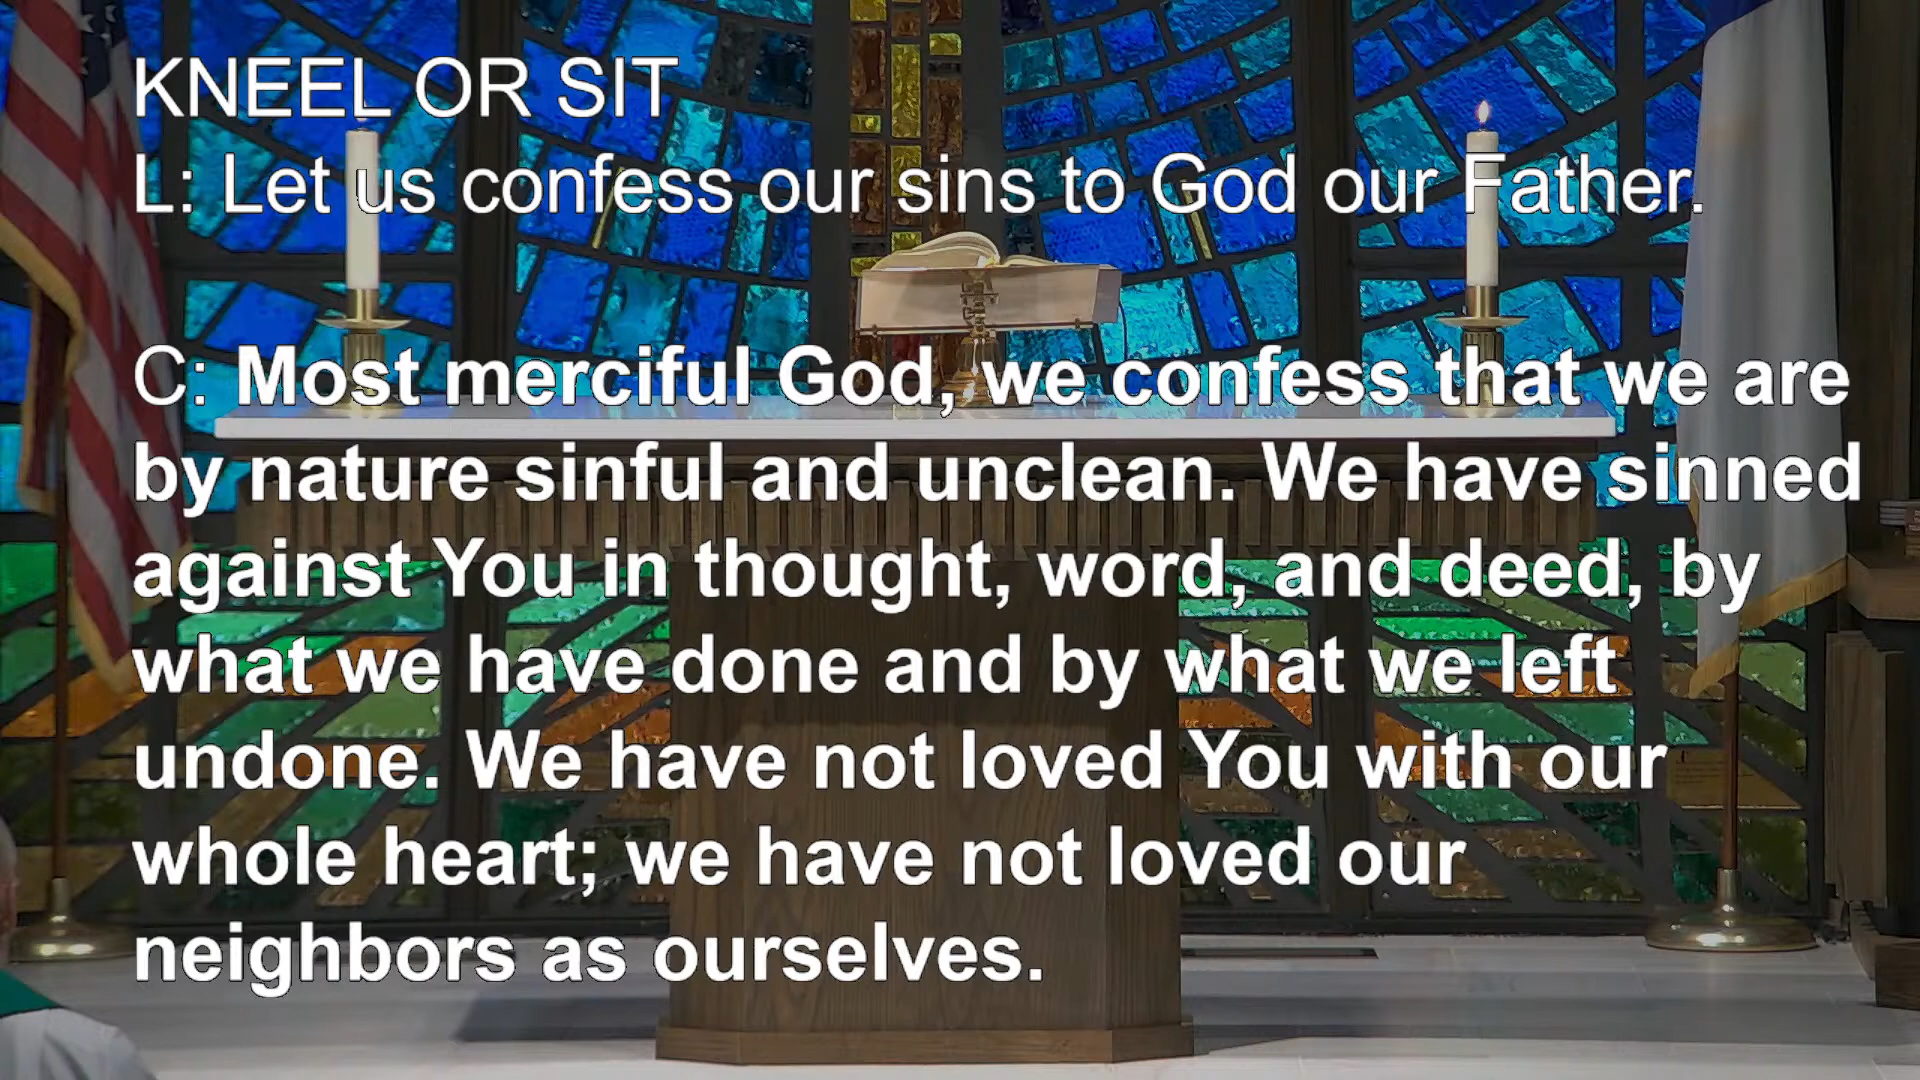 KNEEL OR SIT
L: Let us confess our sins to God our Father.
C: Most merciful God, we confess that we are
by nature sinful and unclean. We have sinned
against You in thought, word, and deed, by
what we have done and by what we left
undone. We have not loved You with our
whole heart; we have not loved our
neighbors as ourselves.